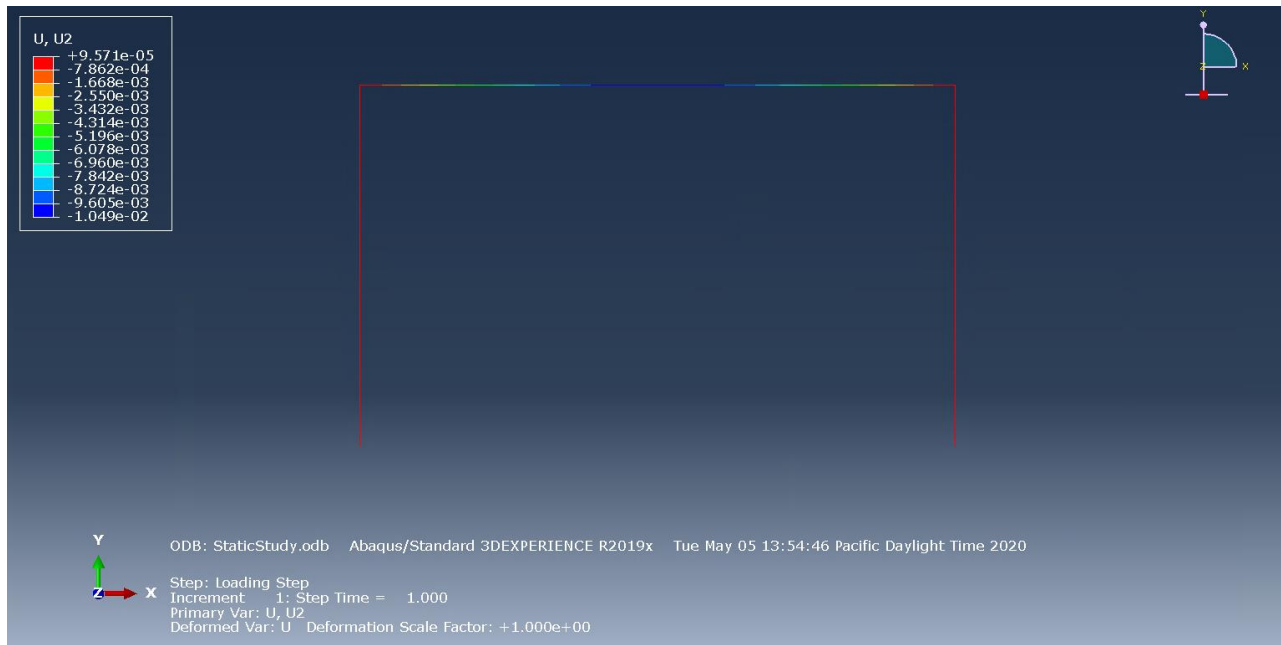 U, U2
+9.571e-05
-7.862e-04
-1.668e-03
-2.550e-03
-3.432e-03
-4.314e-03
-5.196e-03
-6.078e-03
-6.960e-03
-7.842e-03
-8.724e-03
-9.605e-03
-1.049e-02
Y
Z X
Y
Z X
ODB: StaticStudy.odb Abaqus/Standard 3DEXPERIENCE R2019x Tue May 05 13:54:46 Pacific Daylight Time 2020
Step: Loading Step
Increment 1: Step Time = 1.000
Primary Var: U, U2
Deformed Var: U Deformation Scale Factor: +1.000e+00